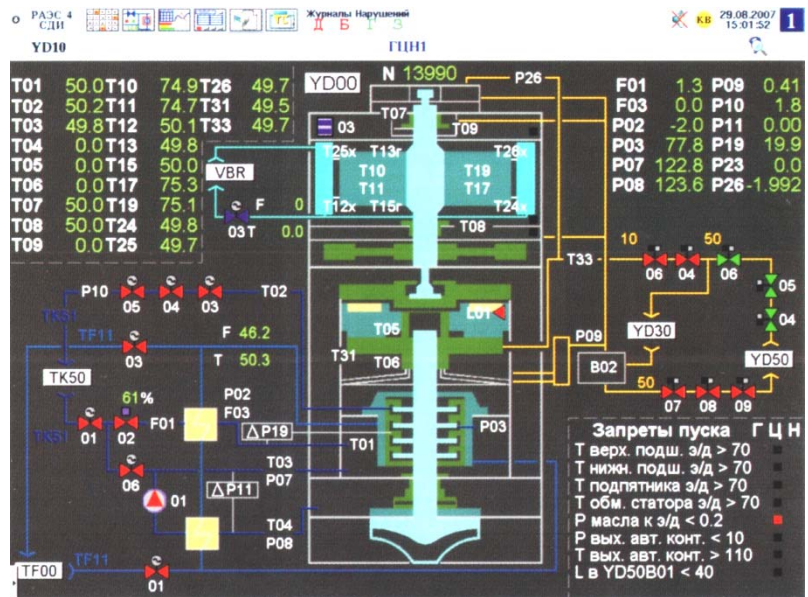 РАЭС 4
СДИ
Журналы Нарушений
Д Б Г З
КВ
29.08.2007
15:01:52
1
YD10
ГЦН1
T01 50.0 T10 74.9 T26 49.7
T02 50.2 T11 74.7 T31 49.5
T03 49.8 T12 50.1 T33 49.7
T04 0.0 T13 49.8
T05 0.0 T15 50.0
T06 0.0 T17 75.3
T07 50.0 T19 75.1
T08 50.0 T24 49.8
T09 0.0 T25 49.7
YD00
N 13990
P26
F01 1.3 P09 0.41
F03 0.0 P10 1.8
P02 -2.0 P11 0.00
P03 77.8 P19 19.9
P07 122.8 P23 0.0
P08 123.6 P26 -1.992
03
T07
T09
T25x T13г T26x
T10 T19
T11 T17
T12x T15г T24x
T08
VBR
F 0
03 T 0.0
T33
10
50
06 04 06
05
04
YD30
YD50
P09
B02
50
07 08 09
P10
05 04 03
T02
TK51
TF11
03
F 46.2
T 50.3
TK50
L01
T05
T31
T06
61%
TK51
01 02
F01
P02
F03
ΔP19
T01
P03
06
01
T03
P07
ΔP11
T04
P08
TF00
TF11
01
Запреты пуска Г Ц Н
T верх. подш. э/д > 70
T нижн. подш. э/д > 70
T подпятника э/д > 70
T обм. статора э/д > 70
P масла к э/д < 0.2
P вых. авт. конт. < 10
T вых. авт. конт. > 110
L в YD50B01 < 40